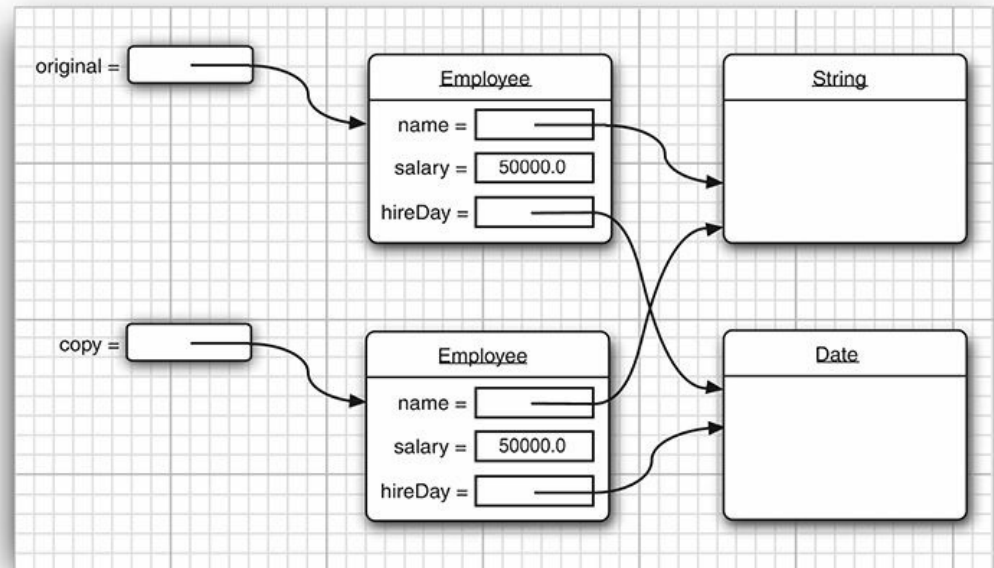 original =
Employee
name =
salary = 50000.0
hireDay =
String
copy =
Employee
name =
salary = 50000.0
hireDay =
Date